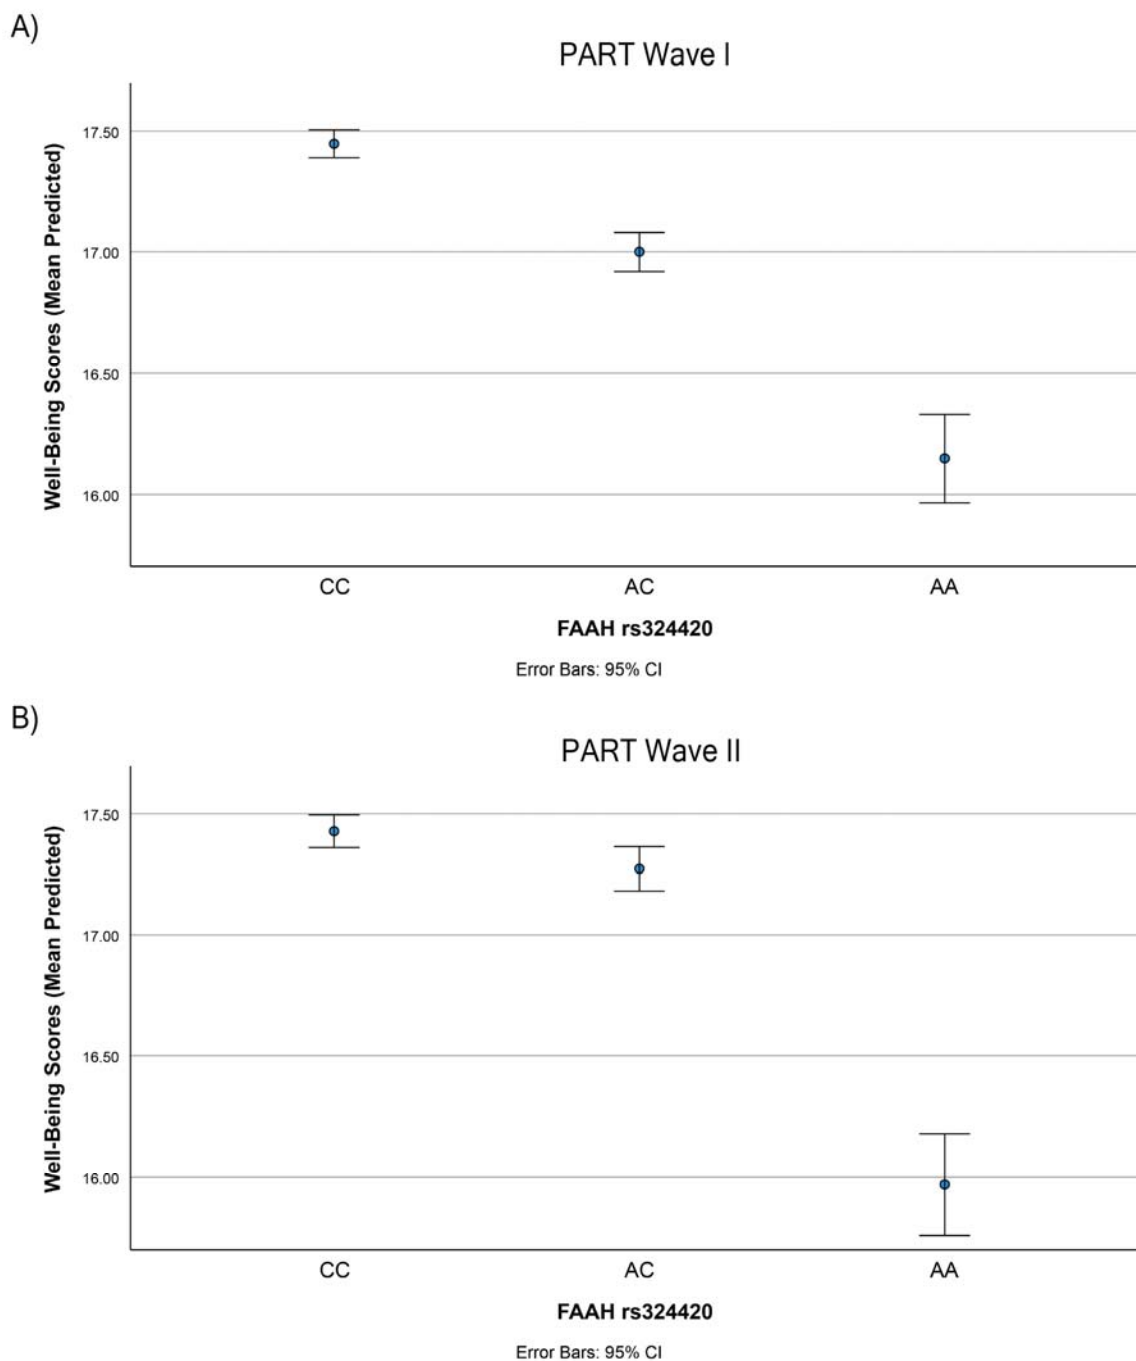 A)
PART Wave I
Well-Being Scores (Mean Predicted)
17.50
17.00
16.50
16.00
CC AC AA
FAAH rs324420
Error Bars: 95% CI
B)
PART Wave II
Well-Being Scores (Mean Predicted)
17.50
17.00
16.50
16.00
CC AC AA
FAAH rs324420
Error Bars: 95% CI